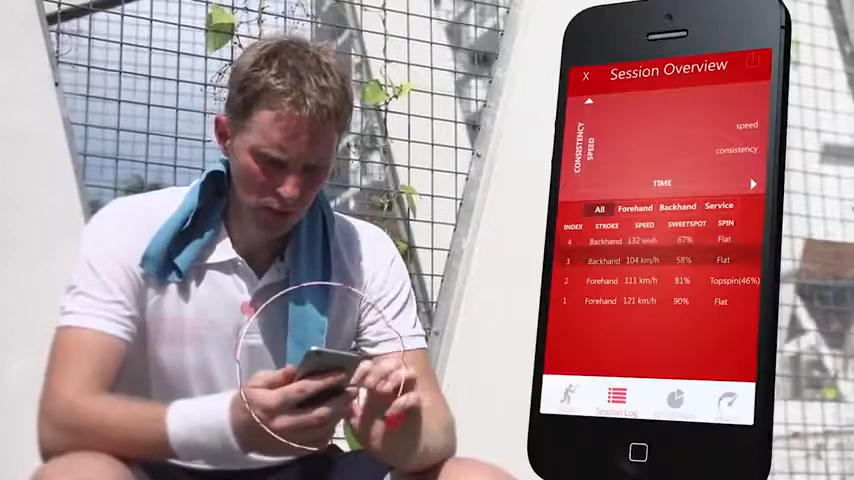 X Session Overview
CONSISTENCY
SPEED
speed
consistency
TIME
All Forehand Backhand Service
INDEX STROKE SPEED SWEETSPOT SPIN
4 Backhand 132 km/h 67% Flat
3 Backhand 104 km/h 58% Flat
2 Forehand 111 km/h 81% Topspin(46%)
1 Forehand 121 km/h 90% Flat
Session Log